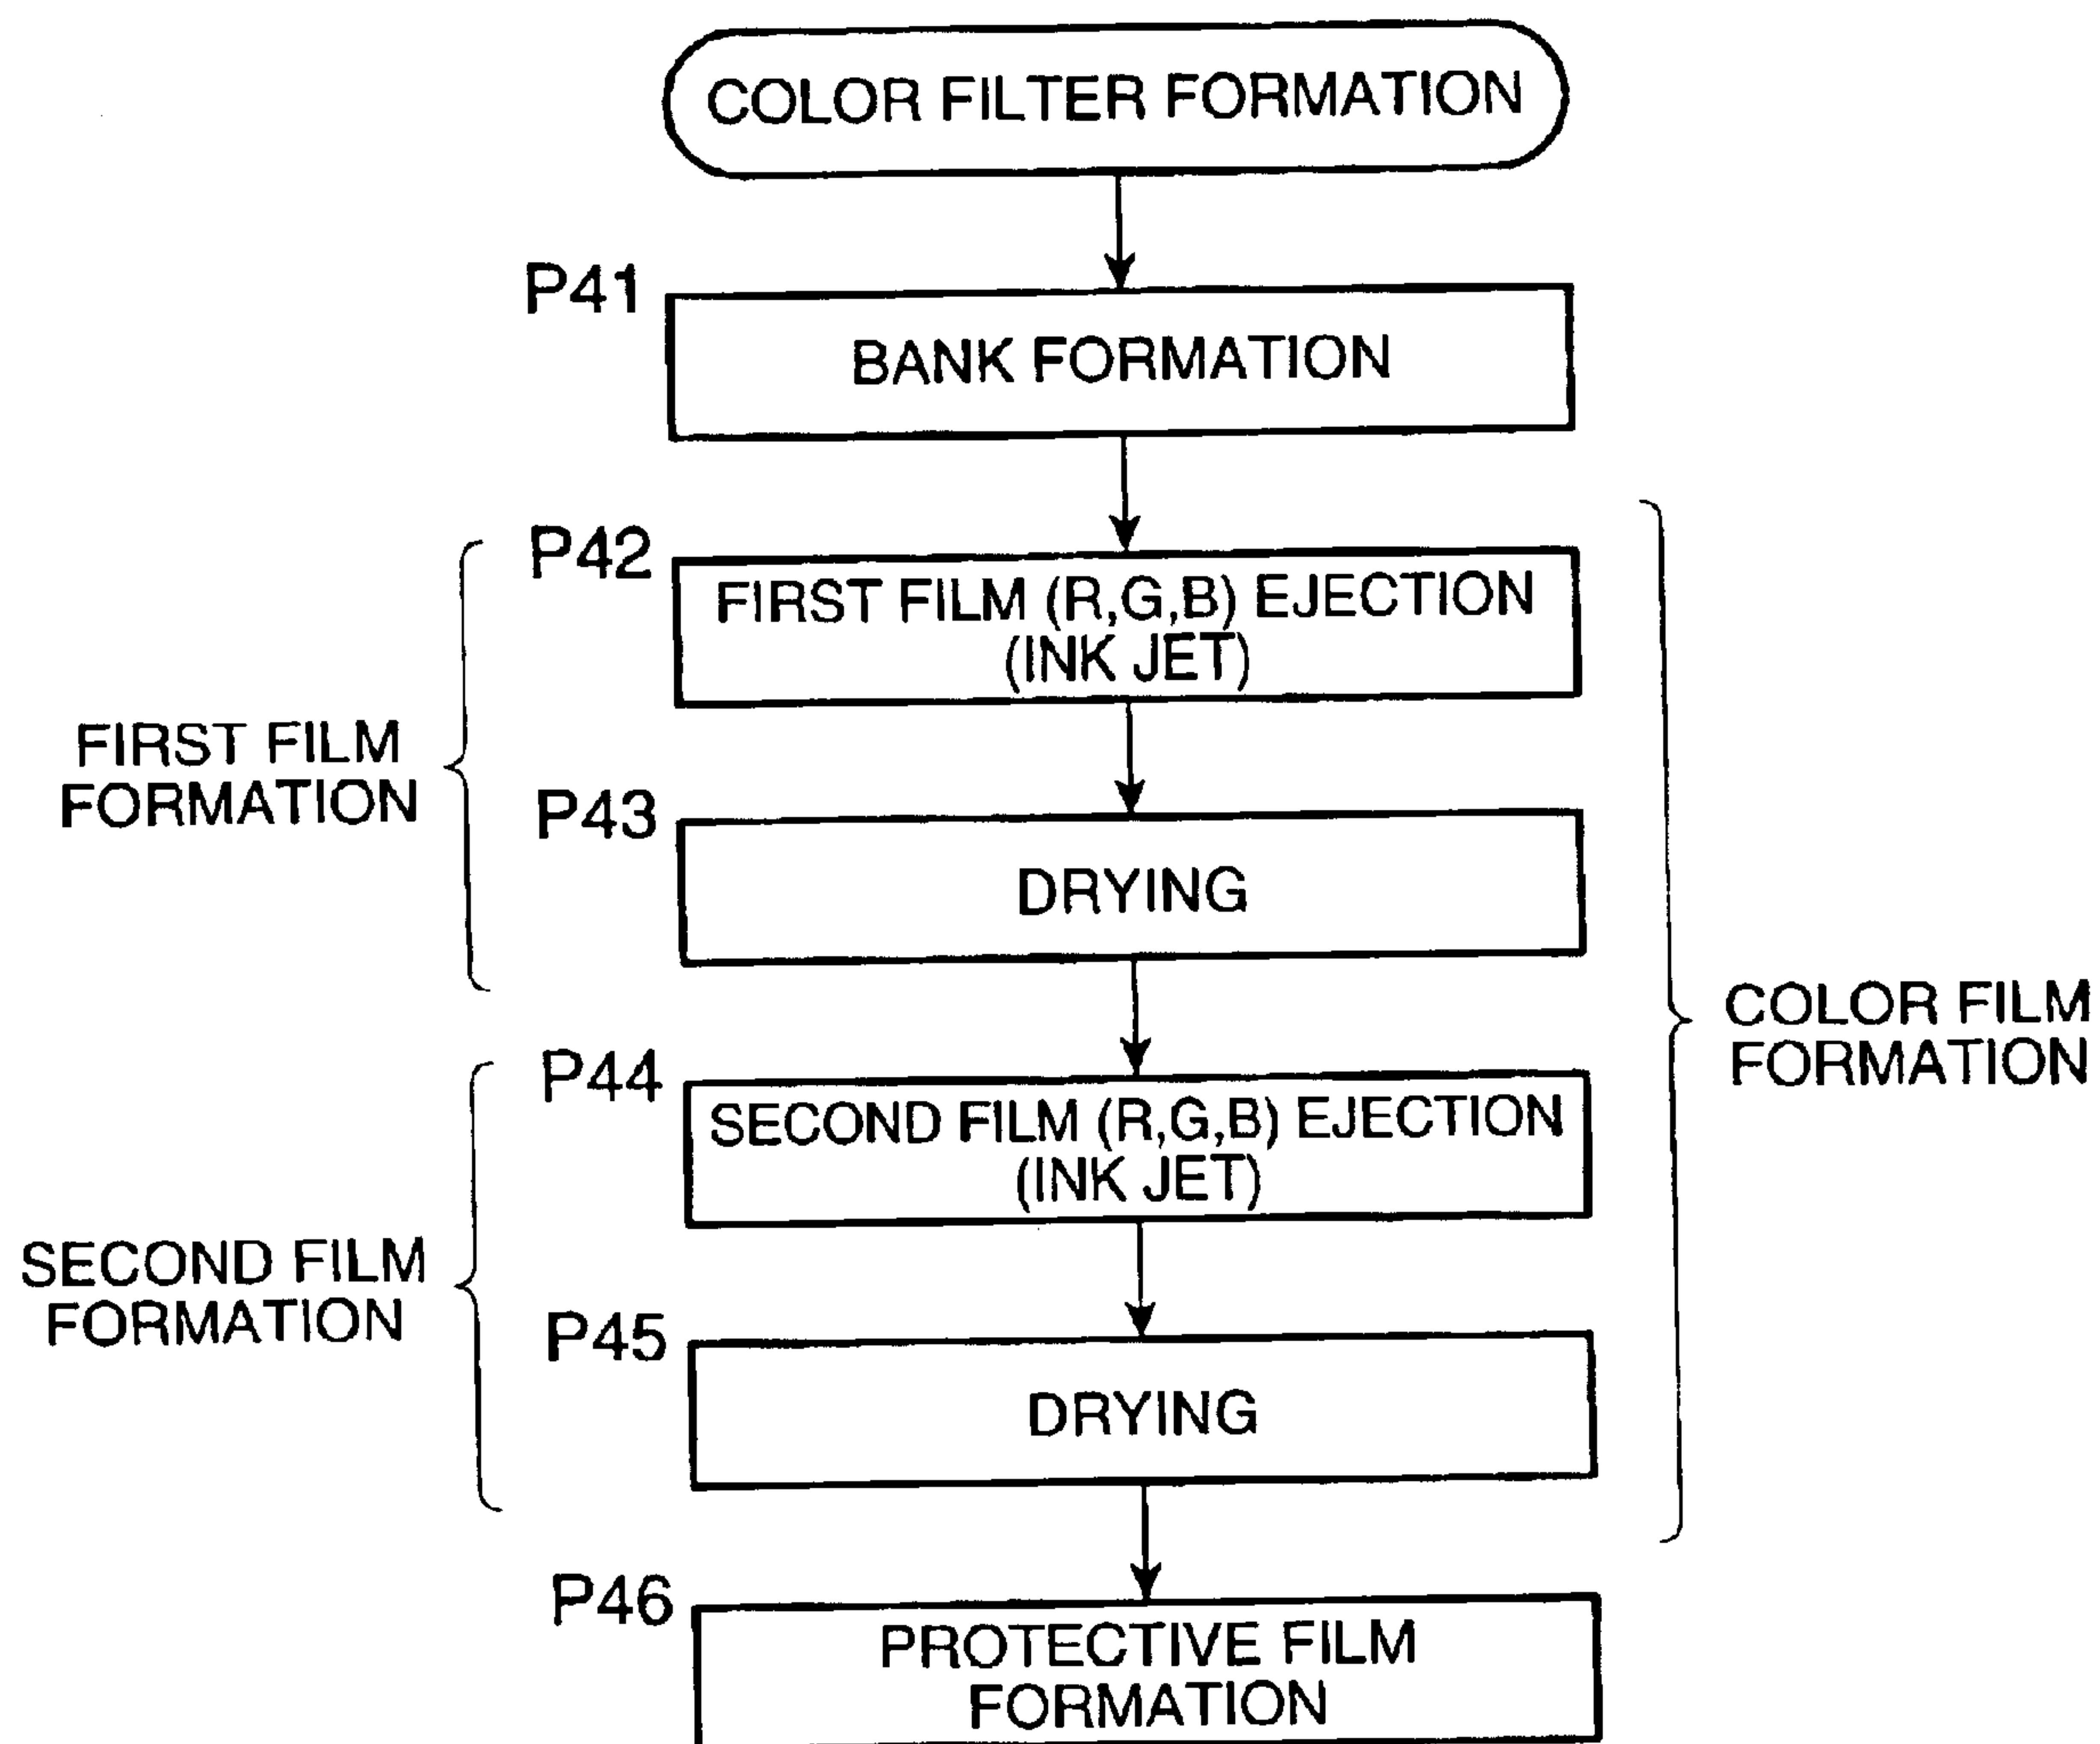 COLOR FILTER FORMATION
P41
BANK FORMATION
P42
FIRST FILM (R,G,B) EJECTION
(INK JET)
FIRST FILM
FORMATION
P43
DRYING
COLOR FILM
FORMATION
P44
SECOND FILM (R,G,B) EJECTION
(INK JET)
SECOND FILM
FORMATION
P45
DRYING
P46
PROTECTIVE FILM
FORMATION